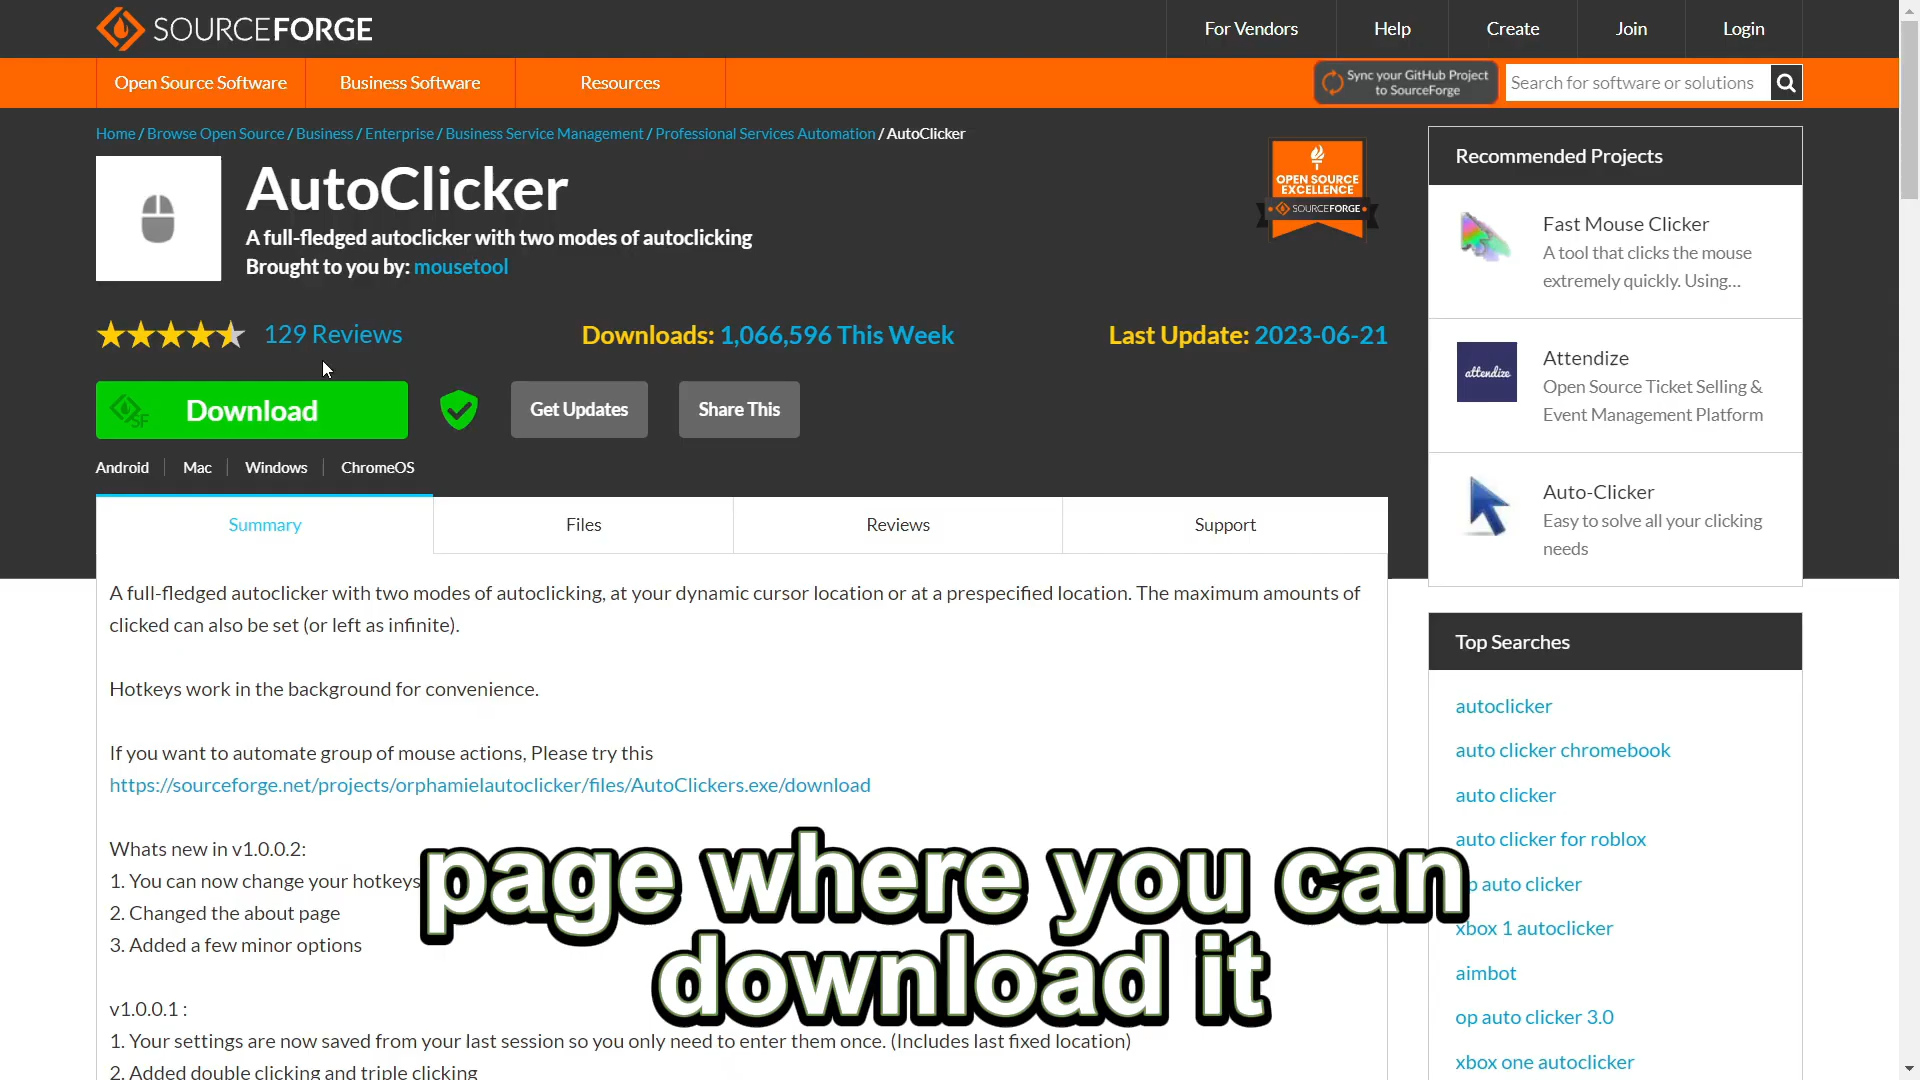 SOURCEFORGE
For Vendors
Help
Create
Join
Login
Open Source Software
Business Software
Resources
Sync your GitHub Project
to SourceForge
Search for software or solutions
Home / Browse Open Source / Business / Enterprise / Business Service Management / Professional Services Automation / AutoClicker
AutoClicker
A full-fledged autoclicker with two modes of autoclicking
Brought to you by: mousetool
OPEN SOURCE
EXCELLENCE
SOURCEFORGE
129 Reviews
Downloads: 1,066,596 This Week
Last Update: 2023-06-21
SF
Download
Get Updates
Share This
Android
Mac
Windows
ChromeOS
Summary
Files
Reviews
Support
A full-fledged autoclicker with two modes of autoclicking, at your dynamic cursor location or at a prespecified location. The maximum amounts of
clicked can also be set (or left as infinite).
Hotkeys work in the background for convenience.
If you want to automate group of mouse actions, Please try this
https://sourceforge.net/projects/orphamielautoclicker/files/AutoClickers.exe/download
Whats new in v1.0.0.2:
1. You can now change your hotkeys
2. Changed the about page
3. Added a few minor options
v1.0.0.1 :
1. Your settings are now saved from your last session so you only need to enter them once. (Includes last fixed location)
2. Added double clicking and triple clicking
page where you can
download it
Recommended Projects
Fast Mouse Clicker
A tool that clicks the mouse
extremely quickly. Using...
attendize
Attendize
Open Source Ticket Selling &
Event Management Platform
Auto-Clicker
Easy to solve all your clicking
needs
Top Searches
autoclicker
auto clicker chromebook
auto clicker
auto clicker for roblox
auto clicker
xbox 1 autoclicker
aimbot
op auto clicker 3.0
xbox one autoclicker